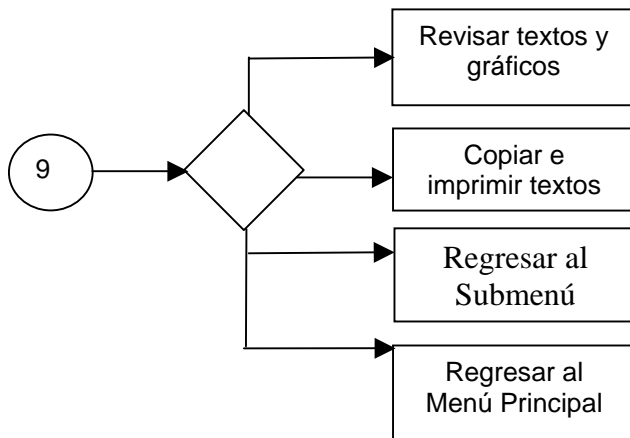 Revisar textos y
gráficos
9
Copiar e
imprimir textos
Regresar al
Submenú
Regresar al
Menú Principal